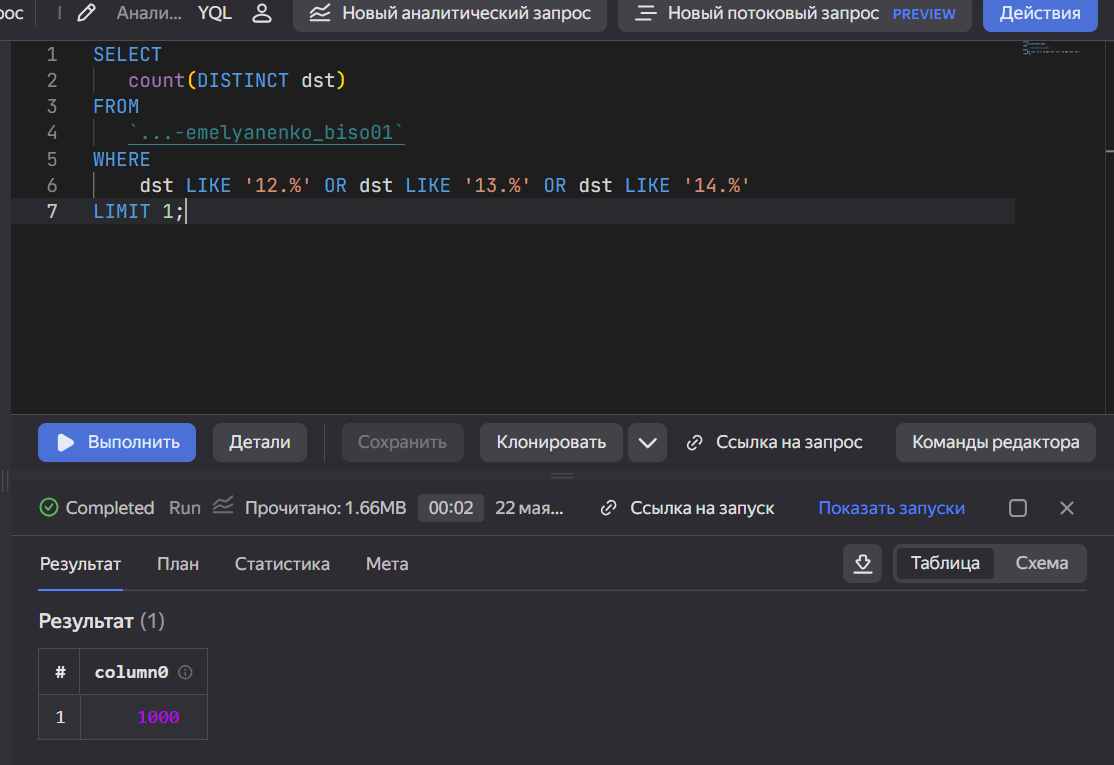 рос Анали... YQL Новый аналитический запрос Новый потоковый запрос PREVIEW Действия
1 SELECT
2 count(DISTINCT dst)
3 FROM
4 `...-emelyanenko_biso01`
5 WHERE
6 dst LIKE '12.%' OR dst LIKE '13.%' OR dst LIKE '14.%'
7 LIMIT 1;
Выполнить Детали Сохранить Клонировать Ссылка на запрос Команды редактора
Completed Run Прочитано: 1.66MB 00:02 22 мая... Ссылка на запуск Показать запуски
Результат План Статистика Мета Таблица Схема
Результат (1)
# column0
1 1000